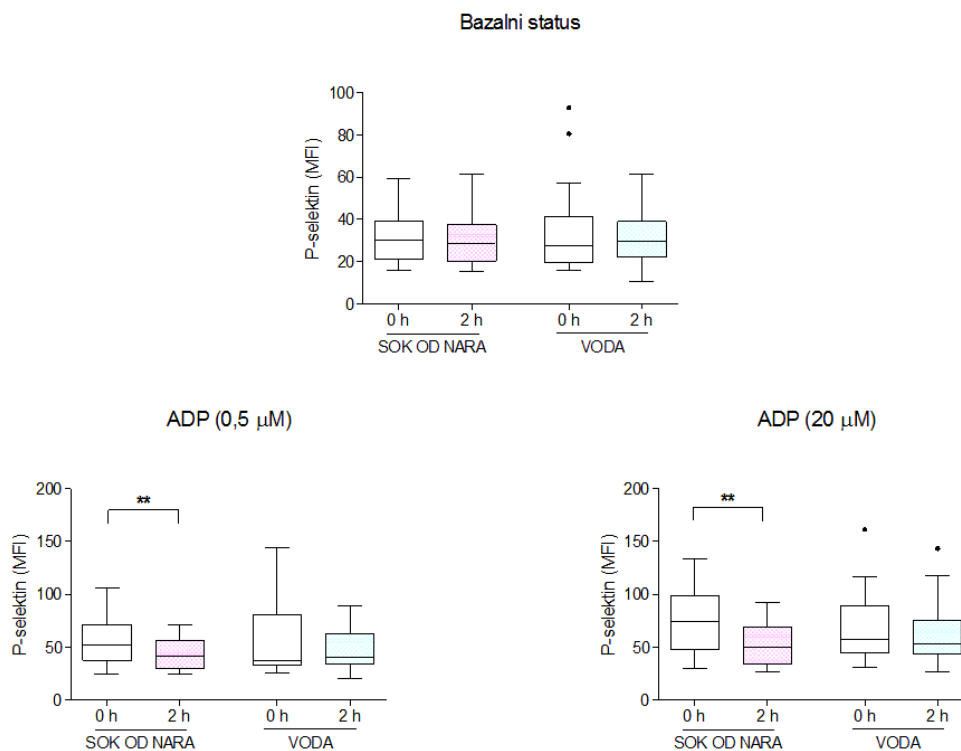 Bazalni status
P-selektin (MFI)
100
80
60
40
20
0
0 h 2 h 0 h 2 h
SOK OD NARA VODA
ADP (0,5 μM)
P-selektin (MFI)
200
150
100
50
0
**
0 h 2 h 0 h 2 h
SOK OD NARA VODA
ADP (20 μM)
P-selektin (MFI)
200
150
100
50
0
**
0 h 2 h 0 h 2 h
SOK OD NARA VODA